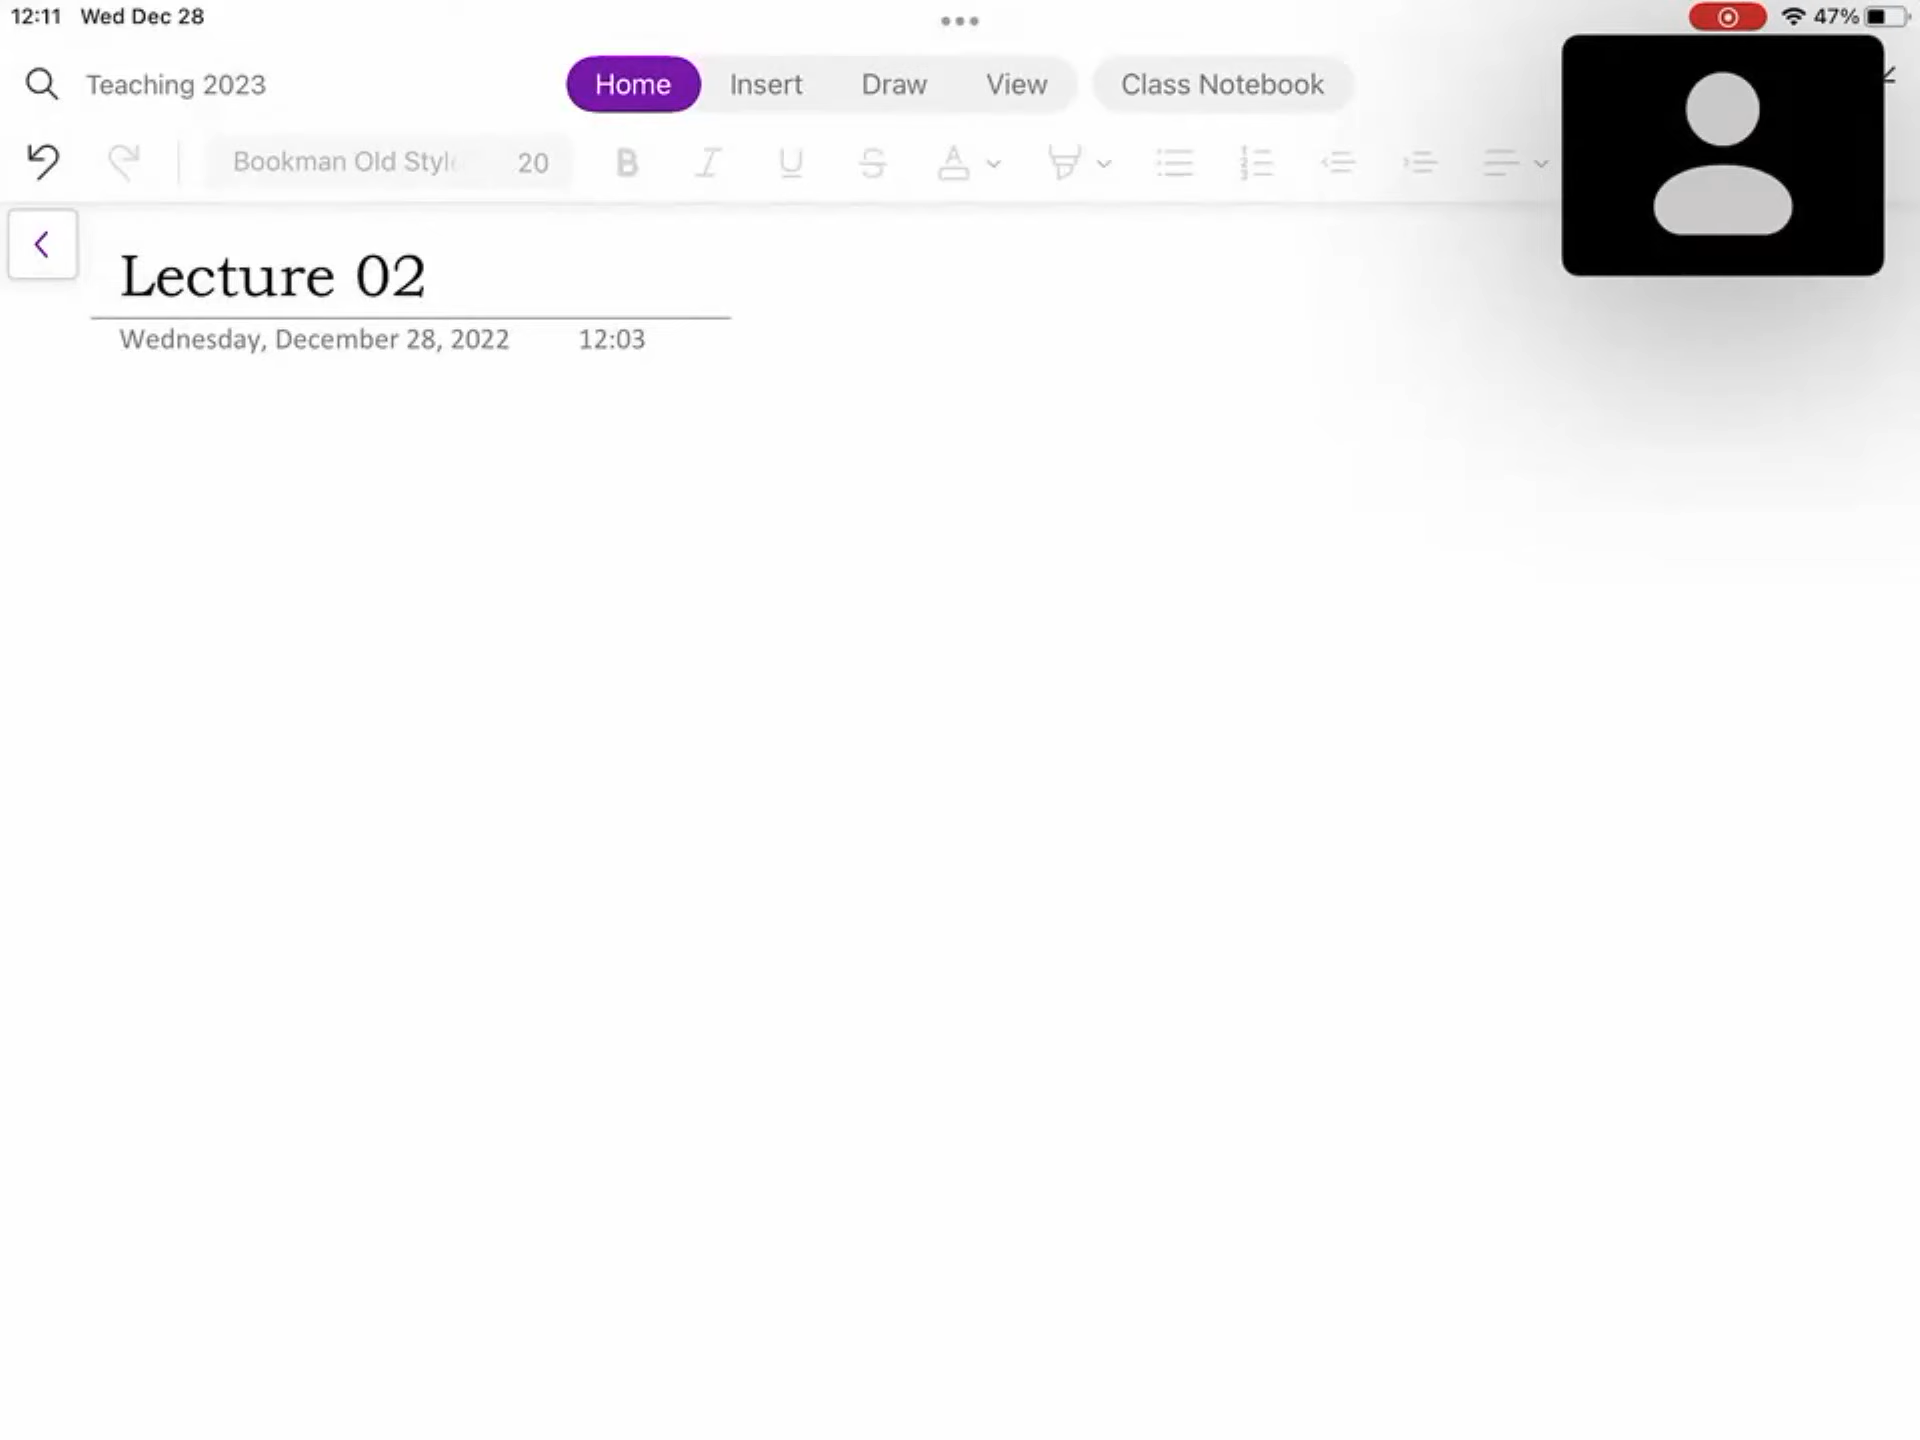 12:11 Wed Dec 28
47%
Teaching 2023
Home Insert Draw View Class Notebook
Bookman Old Style 20 B I U S A
Lecture 02
Wednesday, December 28, 2022 12:03